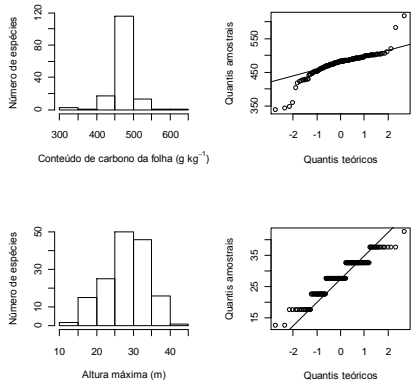 Número de espécies
0 20 40 60 80 120
300 400 500 600
Conteúdo de carbono da folha (g kg⁻¹)
Quantis amostrais
350 450 550
-2 -1 0 1 2
Quantis teóricos
Número de espécies
0 10 30 50
10 20 30 40
Altura máxima (m)
Quantis amostrais
15 25 35
-2 -1 0 1 2
Quantis teóricos